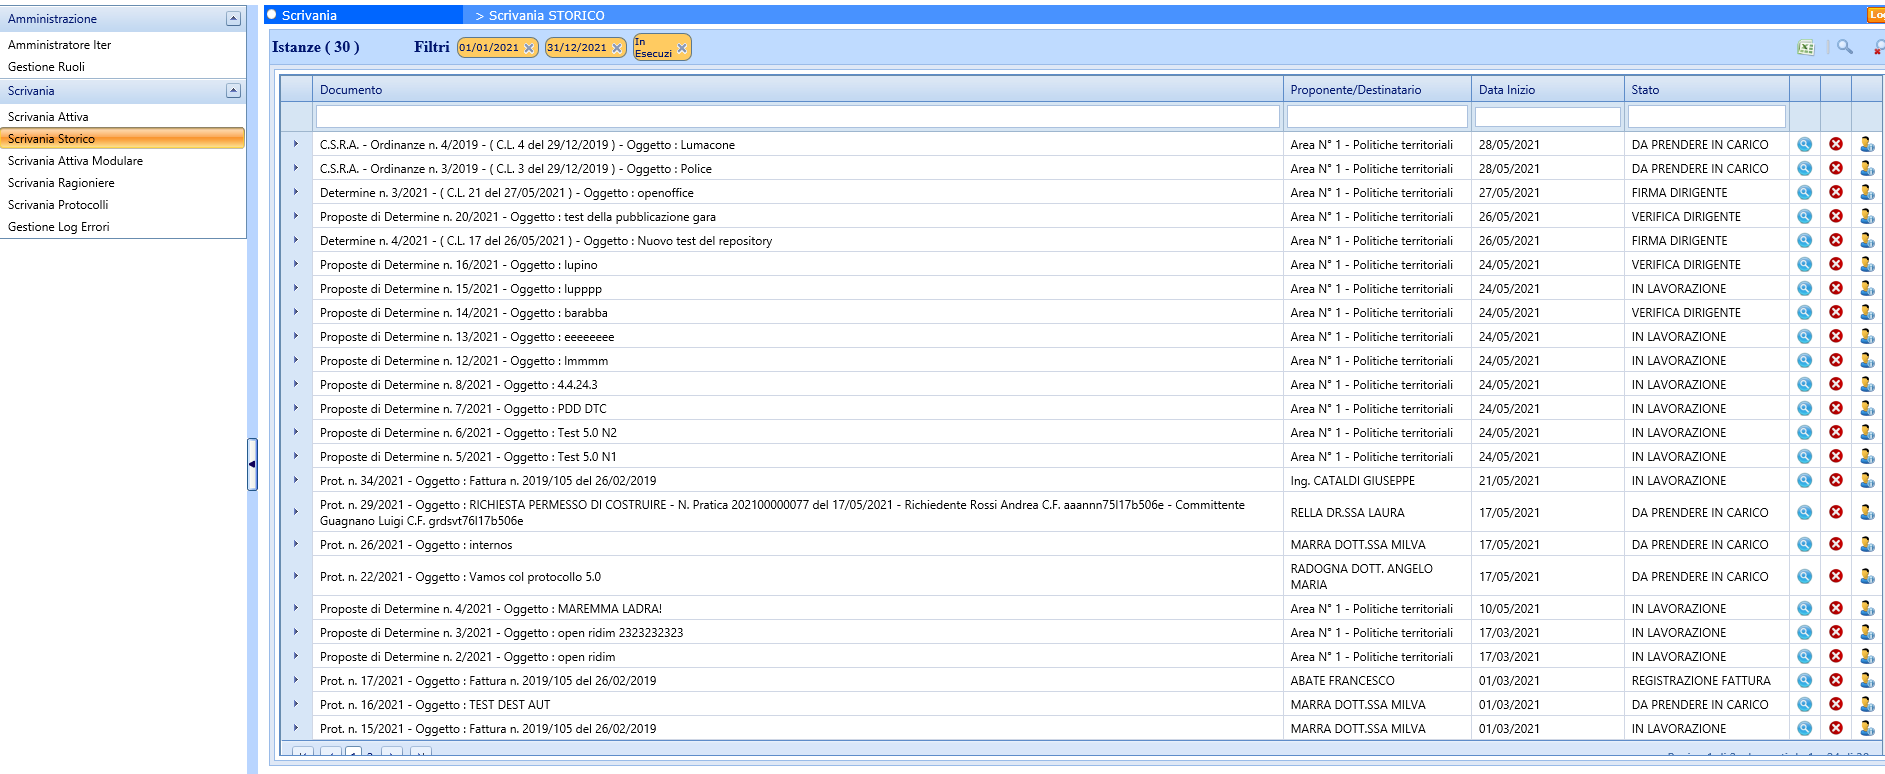 Amministrazione
Amministratore Iter
Gestione Ruoli
Scrivania
Scrivania Attiva
Scrivania Storico
Scrivania Attiva Modulare
Scrivania Ragioniere
Scrivania Protocolli
Gestione Log Errori
Scrivania > Scrivania STORICO
Istanze ( 30 ) Filtri 01/01/2021 31/12/2021 In
Esecuzi
Documento Proponente/Destinatario Data Inizio Stato
C.S.R.A. - Ordinanze n. 4/2019 - ( C.L. 4 del 29/12/2019 ) - Oggetto : Lumacone Area N° 1 - Politiche territoriali 28/05/2021 DA PRENDERE IN CARICO
C.S.R.A. - Ordinanze n. 3/2019 - ( C.L. 3 del 29/12/2019 ) - Oggetto : Police Area N° 1 - Politiche territoriali 28/05/2021 DA PRENDERE IN CARICO
Determine n. 3/2021 - ( C.L. 21 del 27/05/2021 ) - Oggetto : openoffice Area N° 1 - Politiche territoriali 27/05/2021 FIRMA DIRIGENTE
Proposte di Determine n. 20/2021 - Oggetto : test della pubblicazione gara Area N° 1 - Politiche territoriali 26/05/2021 VERIFICA DIRIGENTE
Determine n. 4/2021 - ( C.L. 17 del 26/05/2021 ) - Oggetto : Nuovo test del repository Area N° 1 - Politiche territoriali 26/05/2021 FIRMA DIRIGENTE
Proposte di Determine n. 16/2021 - Oggetto : lupino Area N° 1 - Politiche territoriali 24/05/2021 VERIFICA DIRIGENTE
Proposte di Determine n. 15/2021 - Oggetto : lupppp Area N° 1 - Politiche territoriali 24/05/2021 IN LAVORAZIONE
Proposte di Determine n. 14/2021 - Oggetto : barabba Area N° 1 - Politiche territoriali 24/05/2021 VERIFICA DIRIGENTE
Proposte di Determine n. 13/2021 - Oggetto : eeeeeeee Area N° 1 - Politiche territoriali 24/05/2021 IN LAVORAZIONE
Proposte di Determine n. 12/2021 - Oggetto : lmmmm Area N° 1 - Politiche territoriali 24/05/2021 IN LAVORAZIONE
Proposte di Determine n. 8/2021 - Oggetto : 4.4.24.3 Area N° 1 - Politiche territoriali 24/05/2021 IN LAVORAZIONE
Proposte di Determine n. 7/2021 - Oggetto : PDD DTC Area N° 1 - Politiche territoriali 24/05/2021 IN LAVORAZIONE
Proposte di Determine n. 6/2021 - Oggetto : Test 5.0 N2 Area N° 1 - Politiche territoriali 24/05/2021 IN LAVORAZIONE
Proposte di Determine n. 5/2021 - Oggetto : Test 5.0 N1 Area N° 1 - Politiche territoriali 24/05/2021 IN LAVORAZIONE
Prot. n. 34/2021 - Oggetto : Fattura n. 2019/105 del 26/02/2019 Ing. CATALDI GIUSEPPE 21/05/2021 IN LAVORAZIONE
Prot. n. 29/2021 - Oggetto : RICHIESTA PERMESSO DI COSTRUIRE - N. Pratica 202100000077 del 17/05/2021 - Richiedente Rossi Andrea C.F. aaannn75l17b506e - Committente
Guagnano Luigi C.F. grdsvt76l17b506e RELLA DR.SSA LAURA 17/05/2021 DA PRENDERE IN CARICO
Prot. n. 26/2021 - Oggetto : internos MARRA DOTT.SSA MILVA 17/05/2021 DA PRENDERE IN CARICO
Prot. n. 22/2021 - Oggetto : Vamos col protocollo 5.0 RADOGNA DOTT. ANGELO
MARIA 17/05/2021 DA PRENDERE IN CARICO
Proposte di Determine n. 4/2021 - Oggetto : MAREMMA LADRA! Area N° 1 - Politiche territoriali 10/05/2021 IN LAVORAZIONE
Proposte di Determine n. 3/2021 - Oggetto : open ridim 2323232323 Area N° 1 - Politiche territoriali 17/03/2021 IN LAVORAZIONE
Proposte di Determine n. 2/2021 - Oggetto : open ridim Area N° 1 - Politiche territoriali 17/03/2021 IN LAVORAZIONE
Prot. n. 17/2021 - Oggetto : Fattura n. 2019/105 del 26/02/2019 ABATE FRANCESCO 01/03/2021 REGISTRAZIONE FATTURA
Prot. n. 16/2021 - Oggetto : TEST DEST AUT MARRA DOTT.SSA MILVA 01/03/2021 DA PRENDERE IN CARICO
Prot. n. 15/2021 - Oggetto : Fattura n. 2019/105 del 26/02/2019 MARRA DOTT.SSA MILVA 01/03/2021 IN LAVORAZIONE